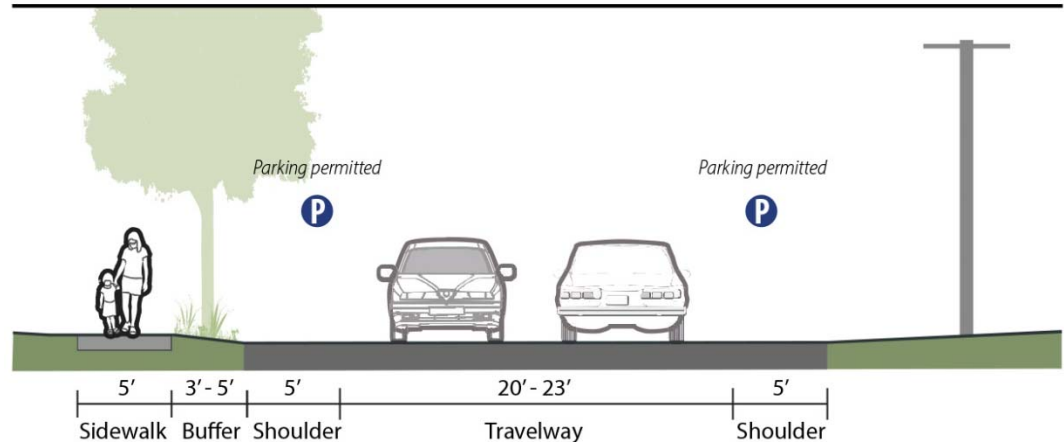 Parking permitted
Parking permitted
P
P
5’
3’ - 5’
5’
20’ - 23’
5’
Sidewalk
Buffer
Shoulder
Travelway
Shoulder